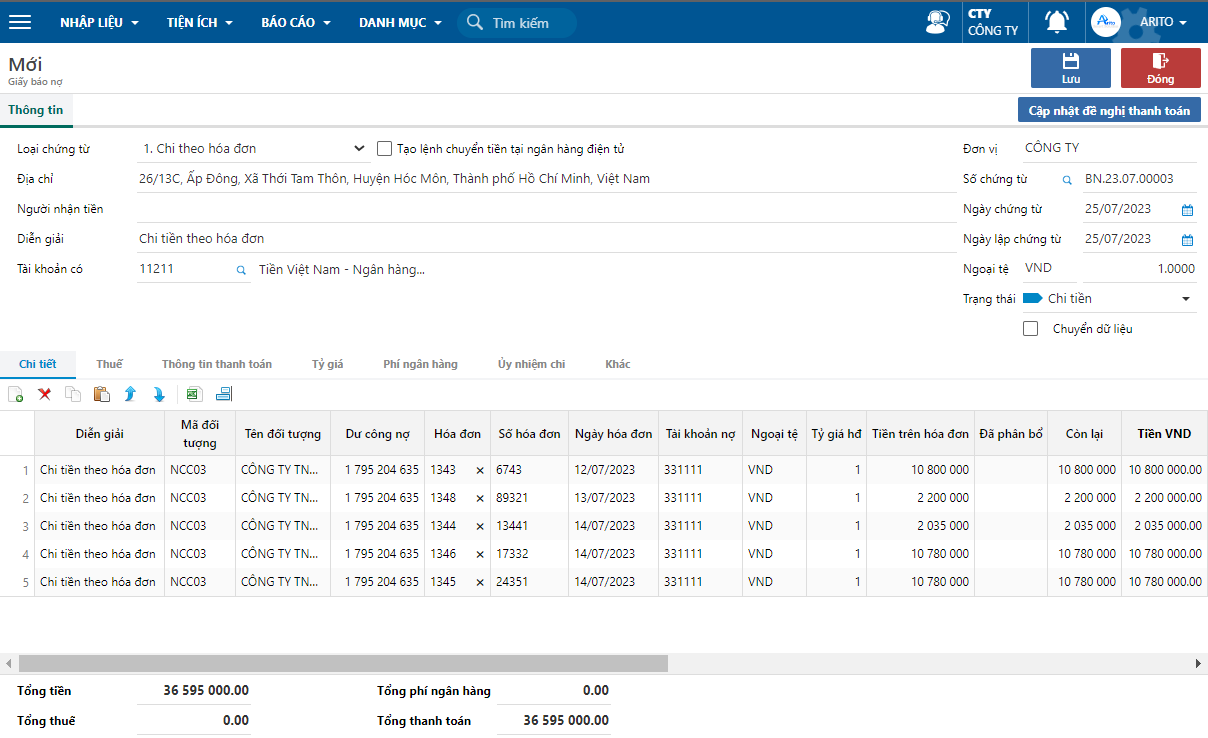 NHẬP LIỆU TIỆN ÍCH BÁO CÁO DANH MỤC Tìm kiếm CTY CÔNG TY Arito ARITO
Mới
Giấy báo nợ
Lưu Đóng
Thông tin Cập nhật đề nghị thanh toán
Loại chứng từ 1. Chi theo hóa đơn Tạo lệnh chuyển tiền tại ngân hàng điện tử Đơn vị CÔNG TY
Địa chỉ 26/13C, Ấp Đông, Xã Thới Tam Thôn, Huyện Hóc Môn, Thành phố Hồ Chí Minh, Việt Nam Số chứng từ BN.23.07.00003
Người nhận tiền Ngày chứng từ 25/07/2023
Diễn giải Chi tiền theo hóa đơn Ngày lập chứng từ 25/07/2023
Tài khoản có 11211 Tiền Việt Nam - Ngân hàng... Ngoại tệ VND 1.0000
Trạng thái Chi tiền
Chuyển dữ liệu
Chi tiết Thuế Thông tin thanh toán Tỷ giá Phí ngân hàng Ủy nhiệm chi Khác
Diễn giải Mã đối tượng Tên đối tượng Dư công nợ Hóa đơn Số hóa đơn Ngày hóa đơn Tài khoản nợ Ngoại tệ Tỷ giá hđ Tiền trên hóa đơn Đã phân bổ Còn lại Tiền VND
1 Chi tiền theo hóa đơn NCC03 CÔNG TY TN... 1 795 204 635 1343 × 6743 12/07/2023 331111 VND 1 10 800 000 10 800 000 10 800 000.00
2 Chi tiền theo hóa đơn NCC03 CÔNG TY TN... 1 795 204 635 1348 × 89321 13/07/2023 331111 VND 1 2 200 000 2 200 000 2 200 000.00
3 Chi tiền theo hóa đơn NCC03 CÔNG TY TN... 1 795 204 635 1344 × 13441 14/07/2023 331111 VND 1 2 035 000 2 035 000 2 035 000.00
4 Chi tiền theo hóa đơn NCC03 CÔNG TY TN... 1 795 204 635 1346 × 17332 14/07/2023 331111 VND 1 10 780 000 10 780 000 10 780 000.00
5 Chi tiền theo hóa đơn NCC03 CÔNG TY TN... 1 795 204 635 1345 × 24351 14/07/2023 331111 VND 1 10 780 000 10 780 000 10 780 000.00
Tổng tiền 36 595 000.00 Tổng phí ngân hàng 0.00
Tổng thuế 0.00 Tổng thanh toán 36 595 000.00